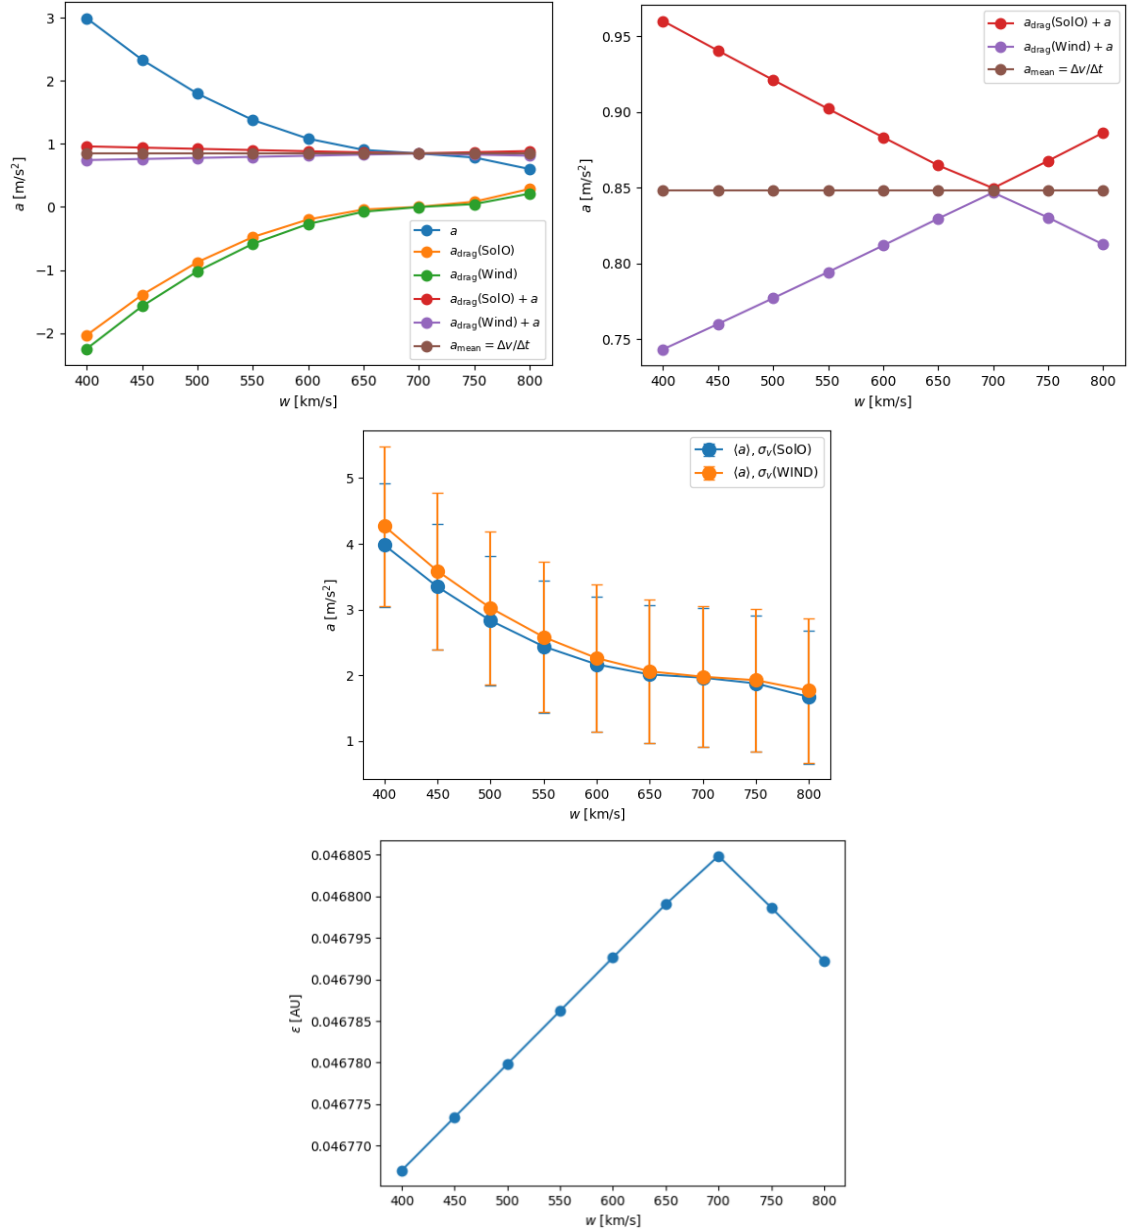 3
2
1
0
−1
−2
a [m/s²]
400 450 500 550 600 650 700 750 800
w [km/s]
a
a_drag(SolO)
a_drag(Wind)
a_drag(SolO) + a
a_drag(Wind) + a
a_mean = Δv/Δt
0.95
0.90
0.85
0.80
0.75
a [m/s²]
400 450 500 550 600 650 700 750 800
w [km/s]
a_drag(SolO) + a
a_drag(Wind) + a
a_mean = Δv/Δt
5
4
3
2
1
a [m/s²]
400 450 500 550 600 650 700 750 800
w [km/s]
⟨a⟩, σ_v(SolO)
⟨a⟩, σ_v(WIND)
0.046805
0.046800
0.046795
0.046790
0.046785
0.046780
0.046775
0.046770
ε [AU]
400 450 500 550 600 650 700 750 800
w [km/s]